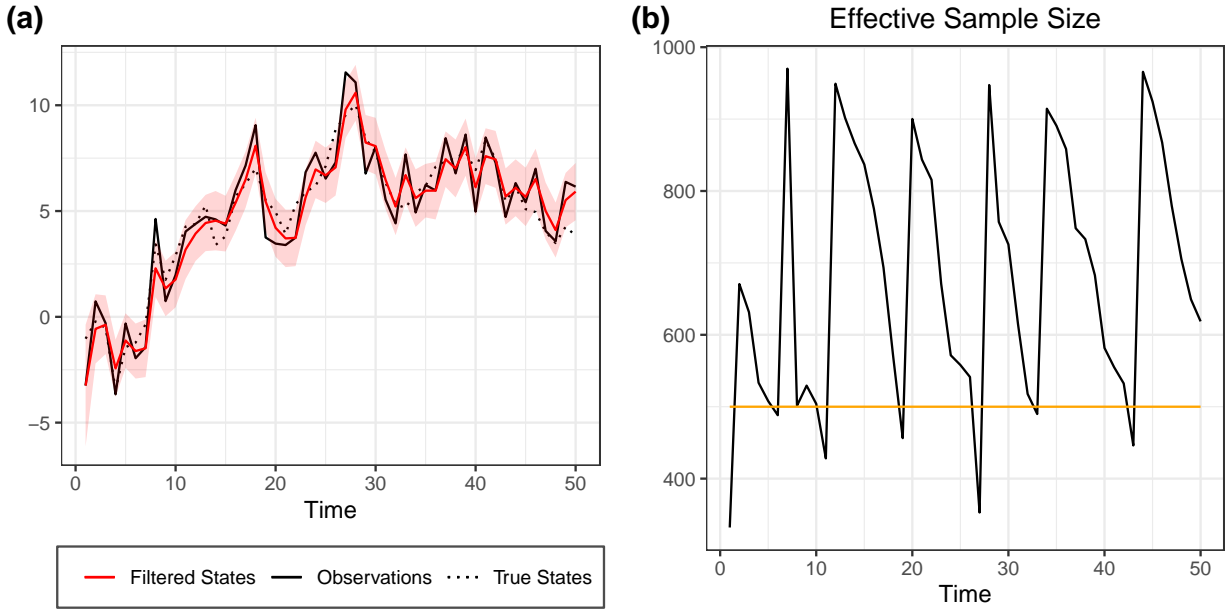 (a)
10
5
0
−5
0 10 20 30 40 50
Time
Filtered States Observations True States
(b)
Effective Sample Size
1000
800
600
400
0 10 20 30 40 50
Time